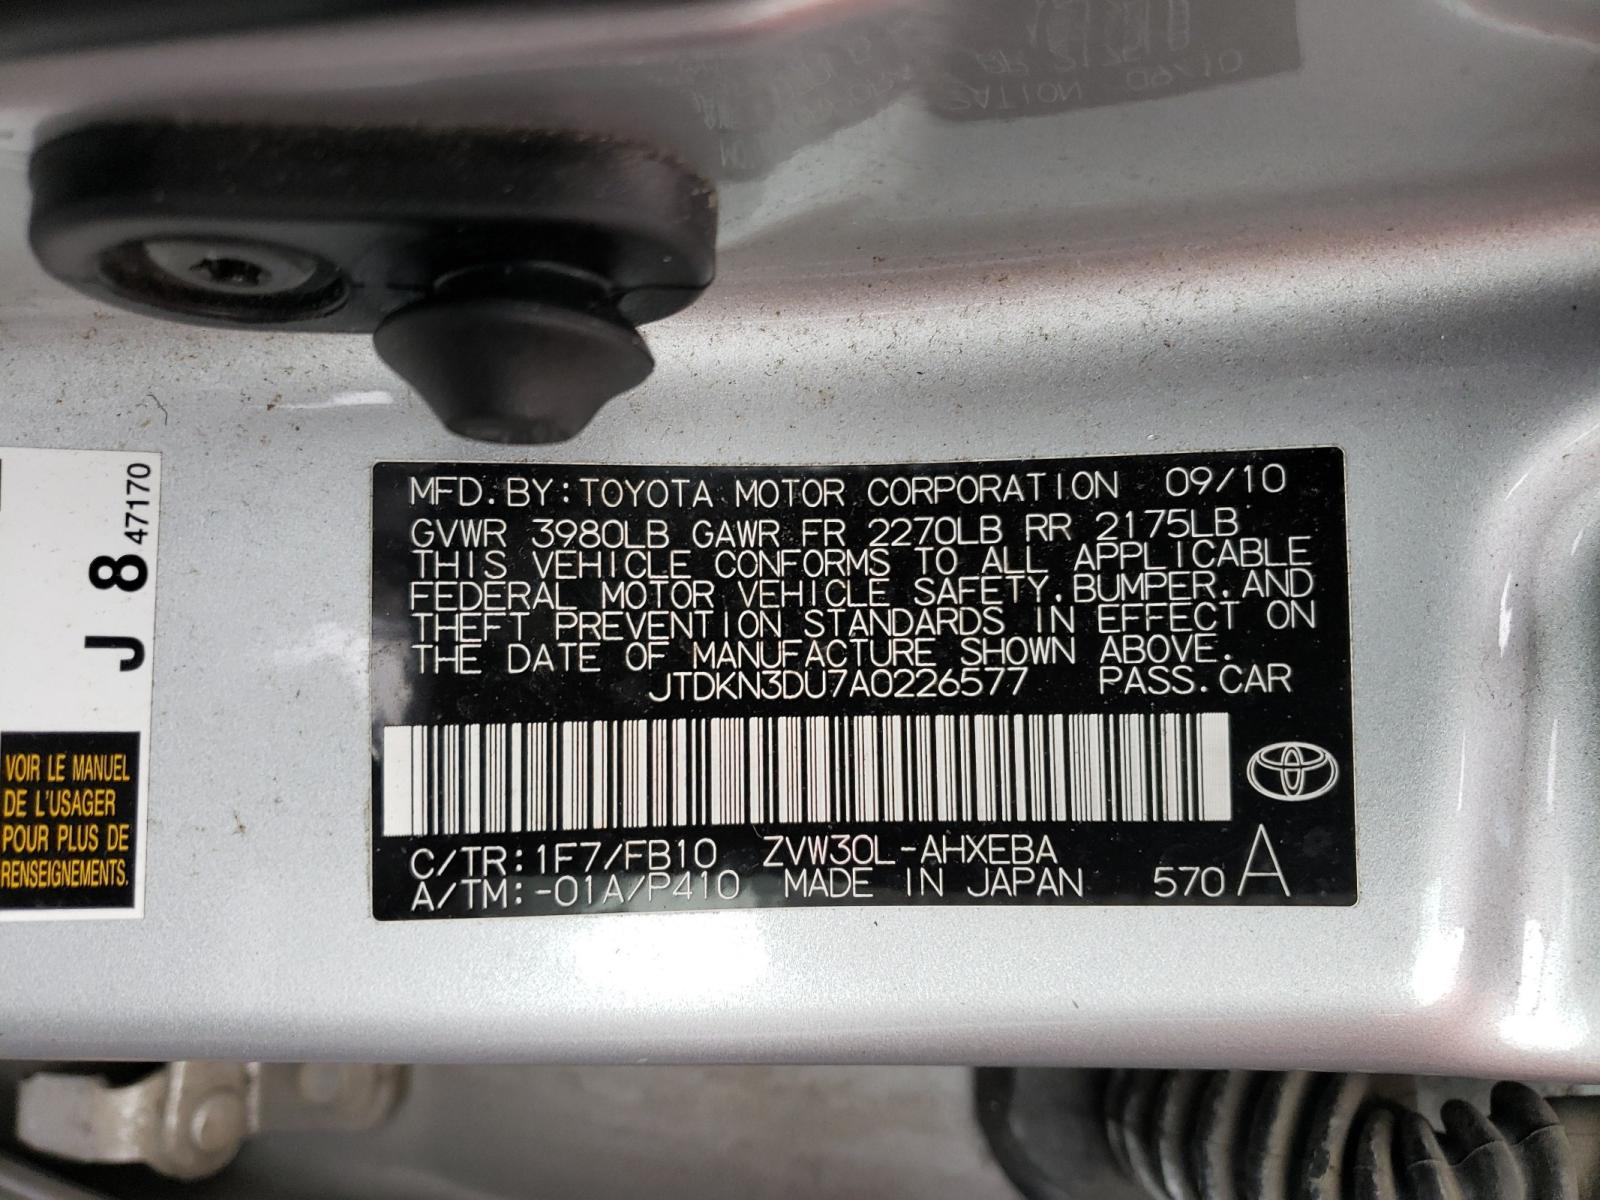 MFD. BY: TOYOTA MOTOR CORPORATION 09/10
GVWR 3980LB GAWR FR 2270LB RR 2175LB
THIS VEHICLE CONFORMS TO ALL APPLICABLE
FEDERAL MOTOR VEHICLE SAFETY, BUMPER, AND
THEFT PREVENTION STANDARDS IN EFFECT ON
THE DATE OF MANUFACTURE SHOWN ABOVE.
JTDKN3DU7A0226577 PASS. CAR
C/TR: 1F7/FB10 ZVW30L-AHXEBA
A/TM: -01A/P410 MADE IN JAPAN 570 A
J 8 47170
VOIR LE MANUEL
DE L'USAGER
POUR PLUS DE
RENSEIGNEMENTS.